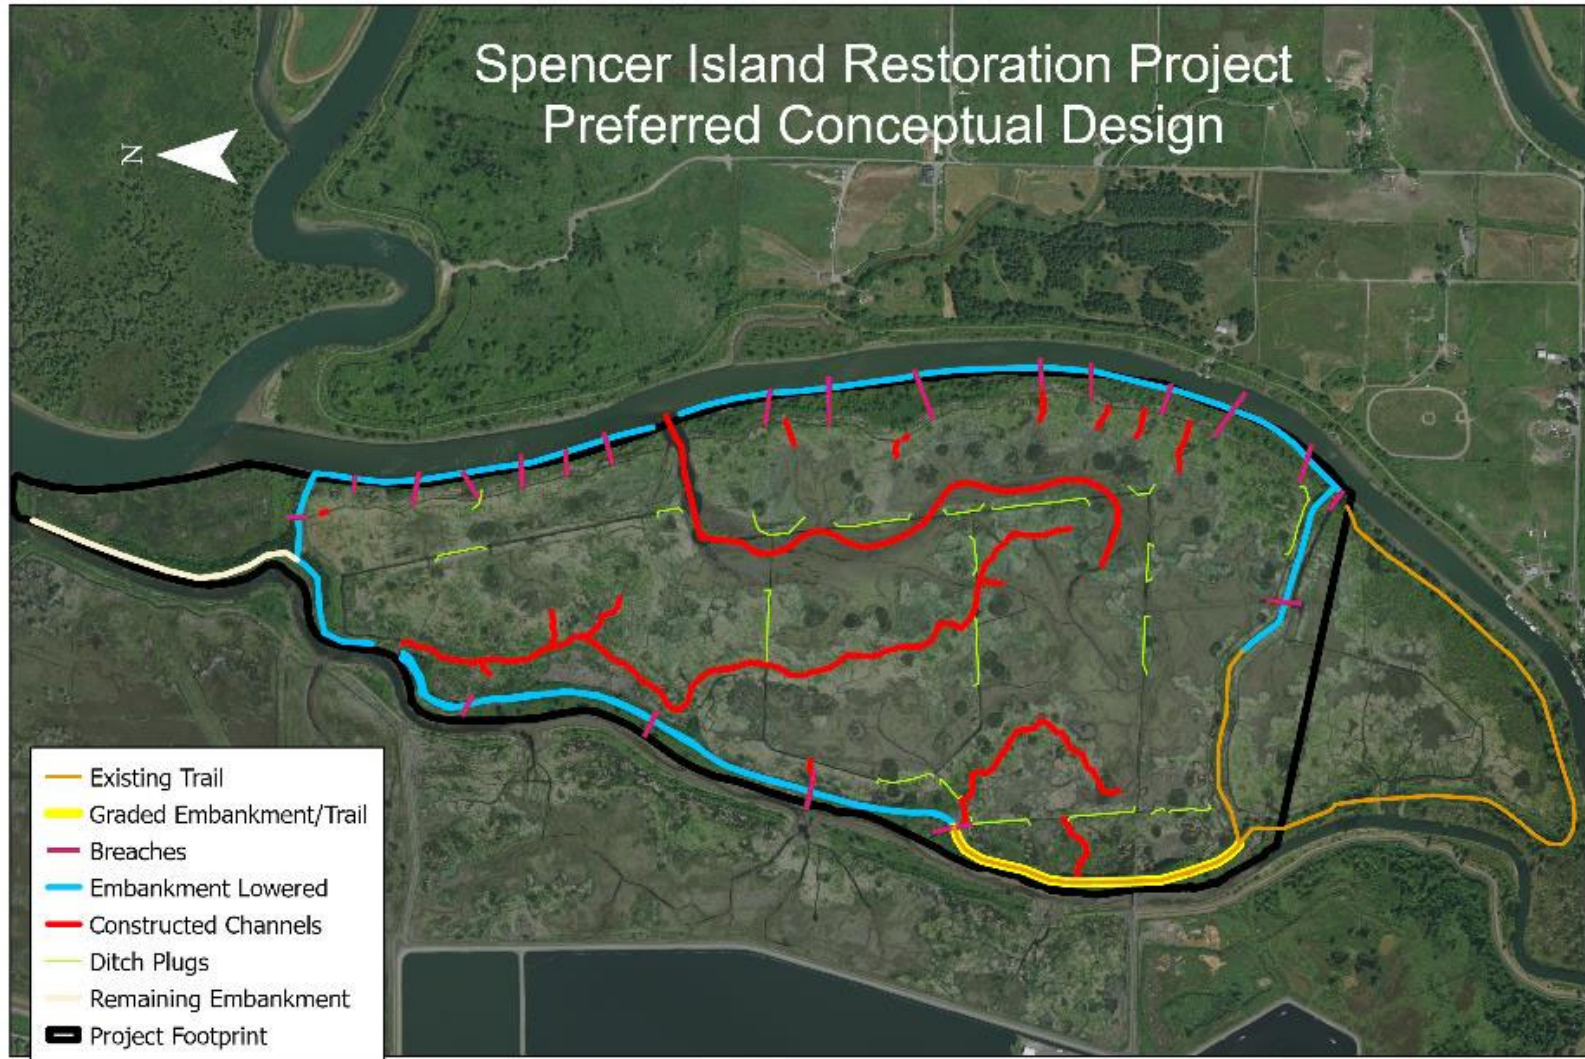 Spencer Island Restoration Project
Preferred Conceptual Design
N
Existing Trail
Graded Embankment/Trail
Breaches
Embankment Lowered
Constructed Channels
Ditch Plugs
Remaining Embankment
Project Footprint